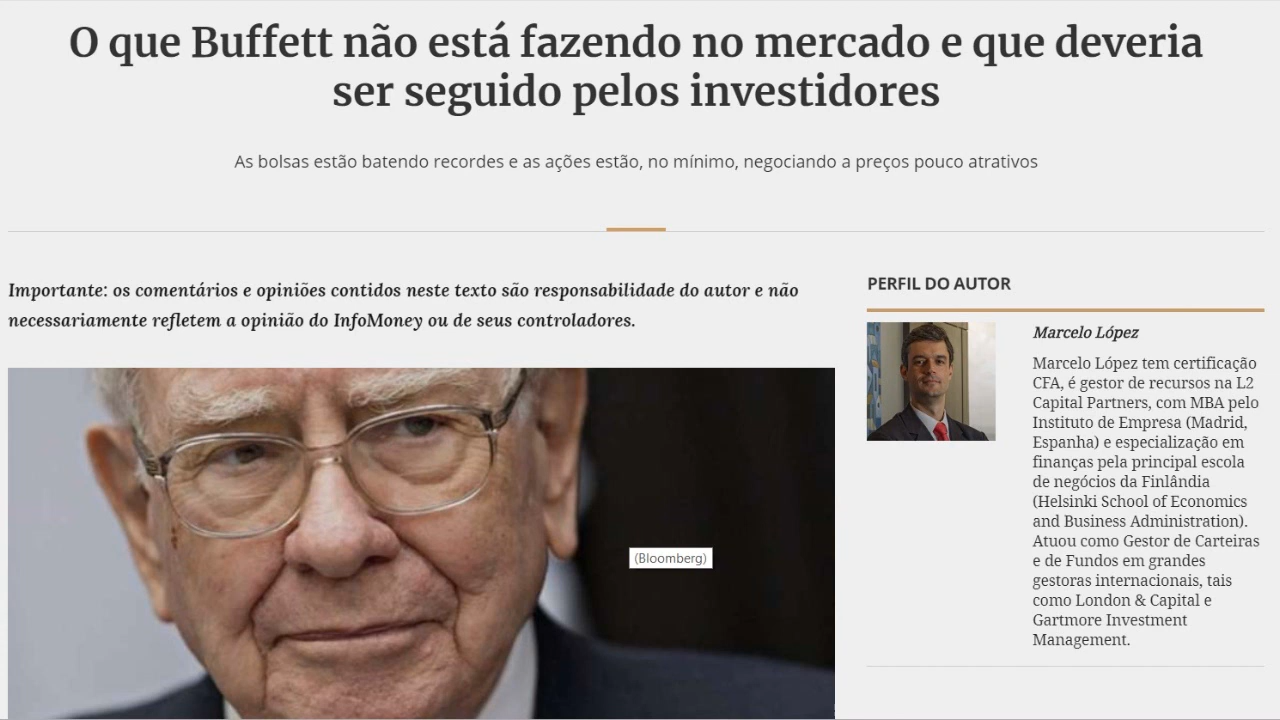 O que Buffett não está fazendo no mercado e que deveria
ser seguido pelos investidores
As bolsas estão batendo recordes e as ações estão, no mínimo, negociando a preços pouco atrativos
Importante: os comentários e opiniões contidos neste texto são responsabilidade do autor e não
necessariamente refletem a opinião do InfoMoney ou de seus controladores.
(Bloomberg)
PERFIL DO AUTOR
Marcelo López
Marcelo López tem certificação
CFA, é gestor de recursos na L2
Capital Partners, com MBA pelo
Instituto de Empresa (Madrid,
Espanha) e especialização em
finanças pela principal escola
de negócios da Finlândia
(Helsinki School of Economics
and Business Administration).
Atuou como Gestor de Carteiras
e de Fundos em grandes
gestoras internacionais, tais
como London & Capital e
Gartmore Investment
Management.